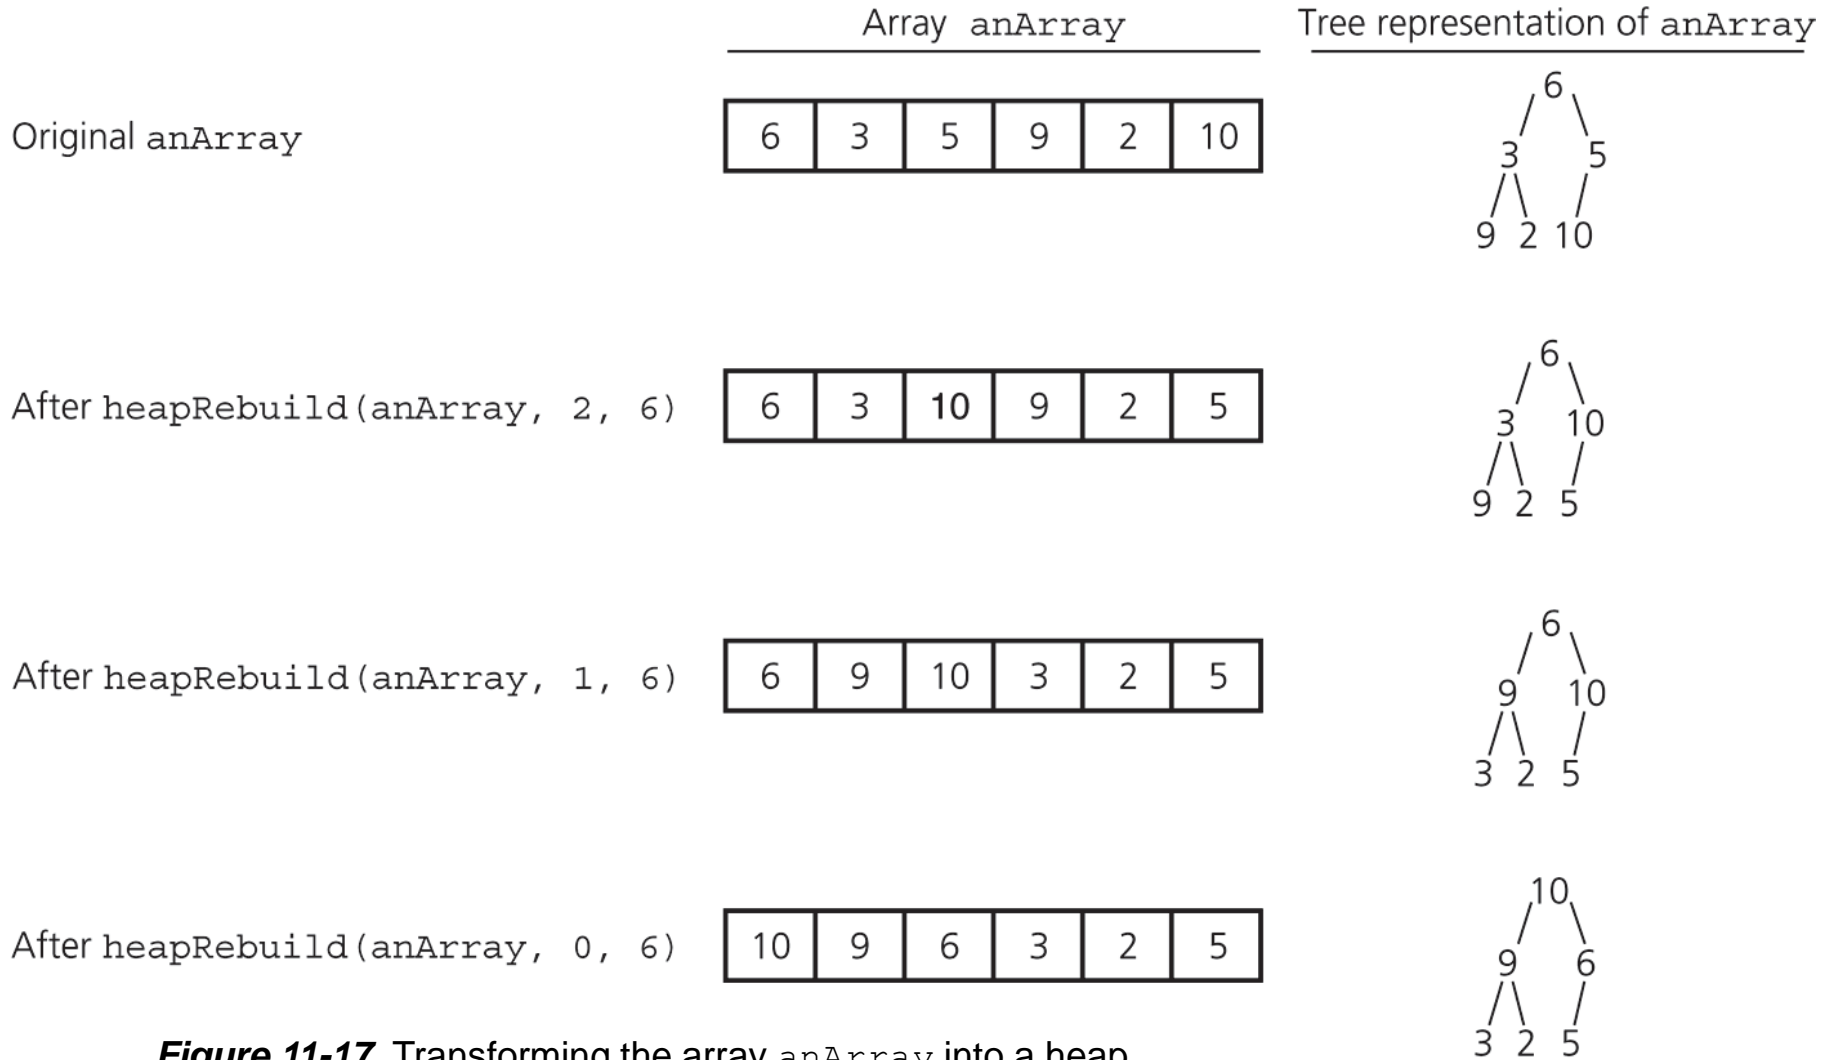 Array anArray
Tree representation of anArray
Original anArray
6 3 5 9 2 10
6
3 5
9 2 10
After heapRebuild(anArray, 2, 6)
6 3 10 9 2 5
6
3 10
9 2 5
After heapRebuild(anArray, 1, 6)
6 9 10 3 2 5
6
9 10
3 2 5
After heapRebuild(anArray, 0, 6)
10 9 6 3 2 5
10
9 6
3 2 5
Figure 11-17 Transforming the array anArray into a heap